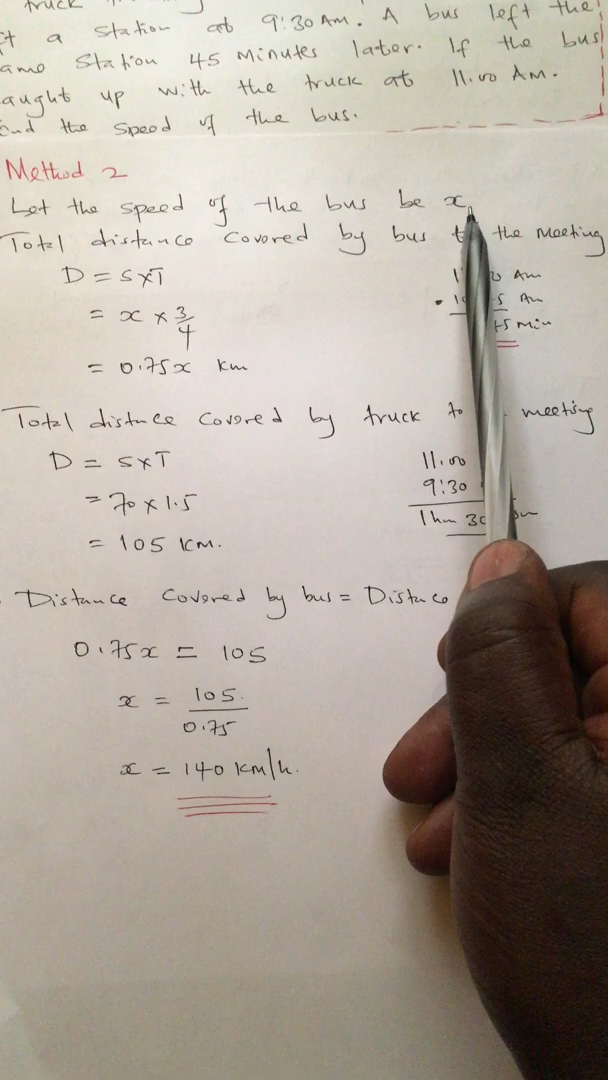 truck
a station at 9:30 Am. A bus left the
Station 45 Minutes later. If the bus
up with the truck at 11.00 AM.
the speed of the bus.
Method 2
Let the speed of the bus be x
Total distance covered by bus the Meeting
D = S×T
Am
= x × 3/4
Am
Min
= 0.75x Km
Total distance covered by truck to meeting
D = S×T
11.00
= 70 × 1.5
9:30
1hr 30
= 105 KM.
Distance Covered by bus = Distance
0.75x = 105
x = 105
0.75
x = 140 km/h.